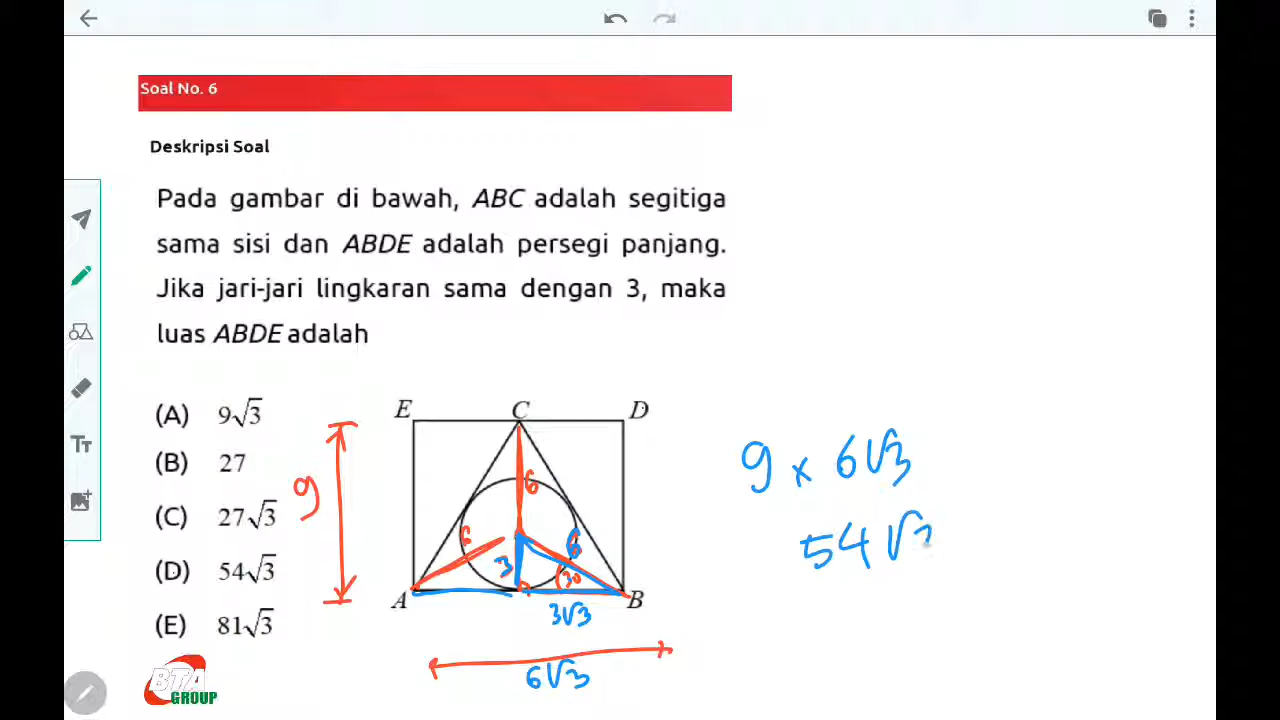 Soal No. 6
Deskripsi Soal
Pada gambar di bawah, ABC adalah segitiga
sama sisi dan ABDE adalah persegi panjang.
Jika jari-jari lingkaran sama dengan 3, maka
luas ABDE adalah
(A) 9√3
(B) 27
(C) 27√3
(D) 54√3
(E) 81√3
E C D
9
6
6 6
3 30
A B
3√3
6√3
9 × 6√3
54√3
Tт
BTA
GROUP